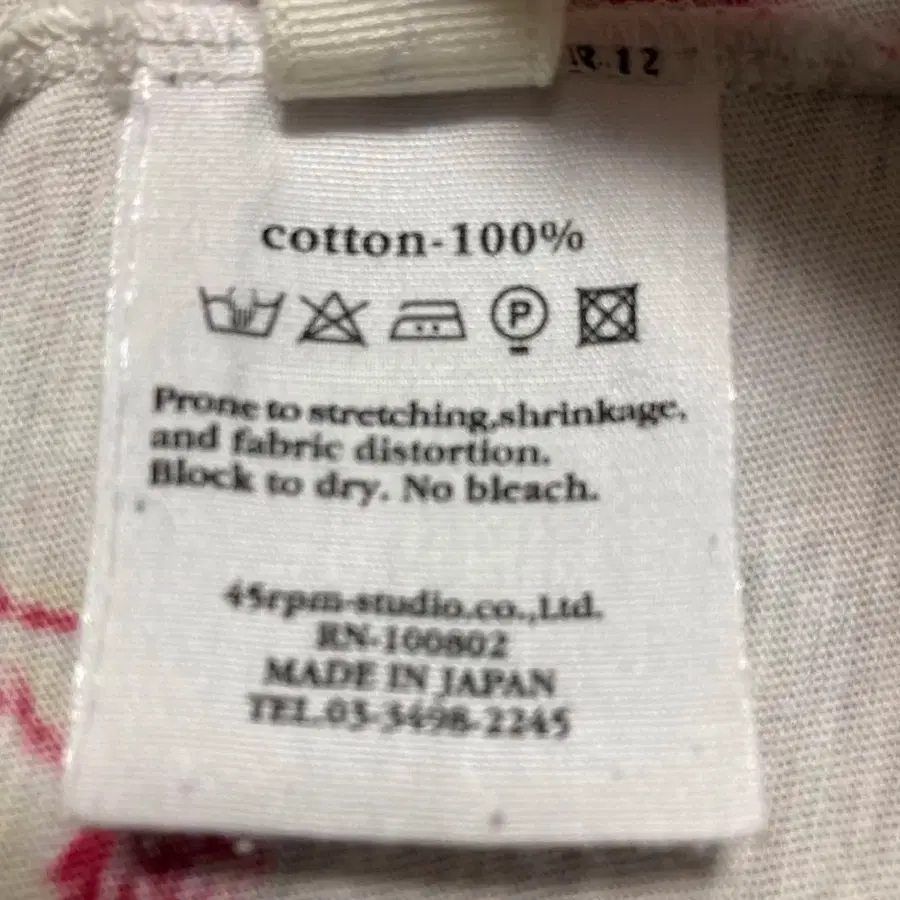 R-12
cotton-100%
P
Prone to stretching,shrinkage,
and fabric distortion.
Block to dry. No bleach.
45rpm-studio.co.,Ltd.
RN-100802
MADE IN JAPAN
TEL.03-3498-2245